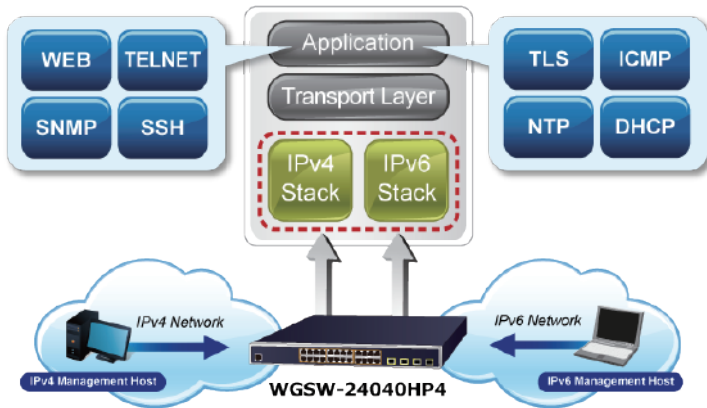 WEB
TELNET
SNMP
SSH
Application
Transport Layer
IPv4
Stack
IPv6
Stack
TLS
ICMP
NTP
DHCP
IPv4 Network
IPv6 Network
IPv4 Management Host
WGSW-24040HP4
IPv6 Management Host